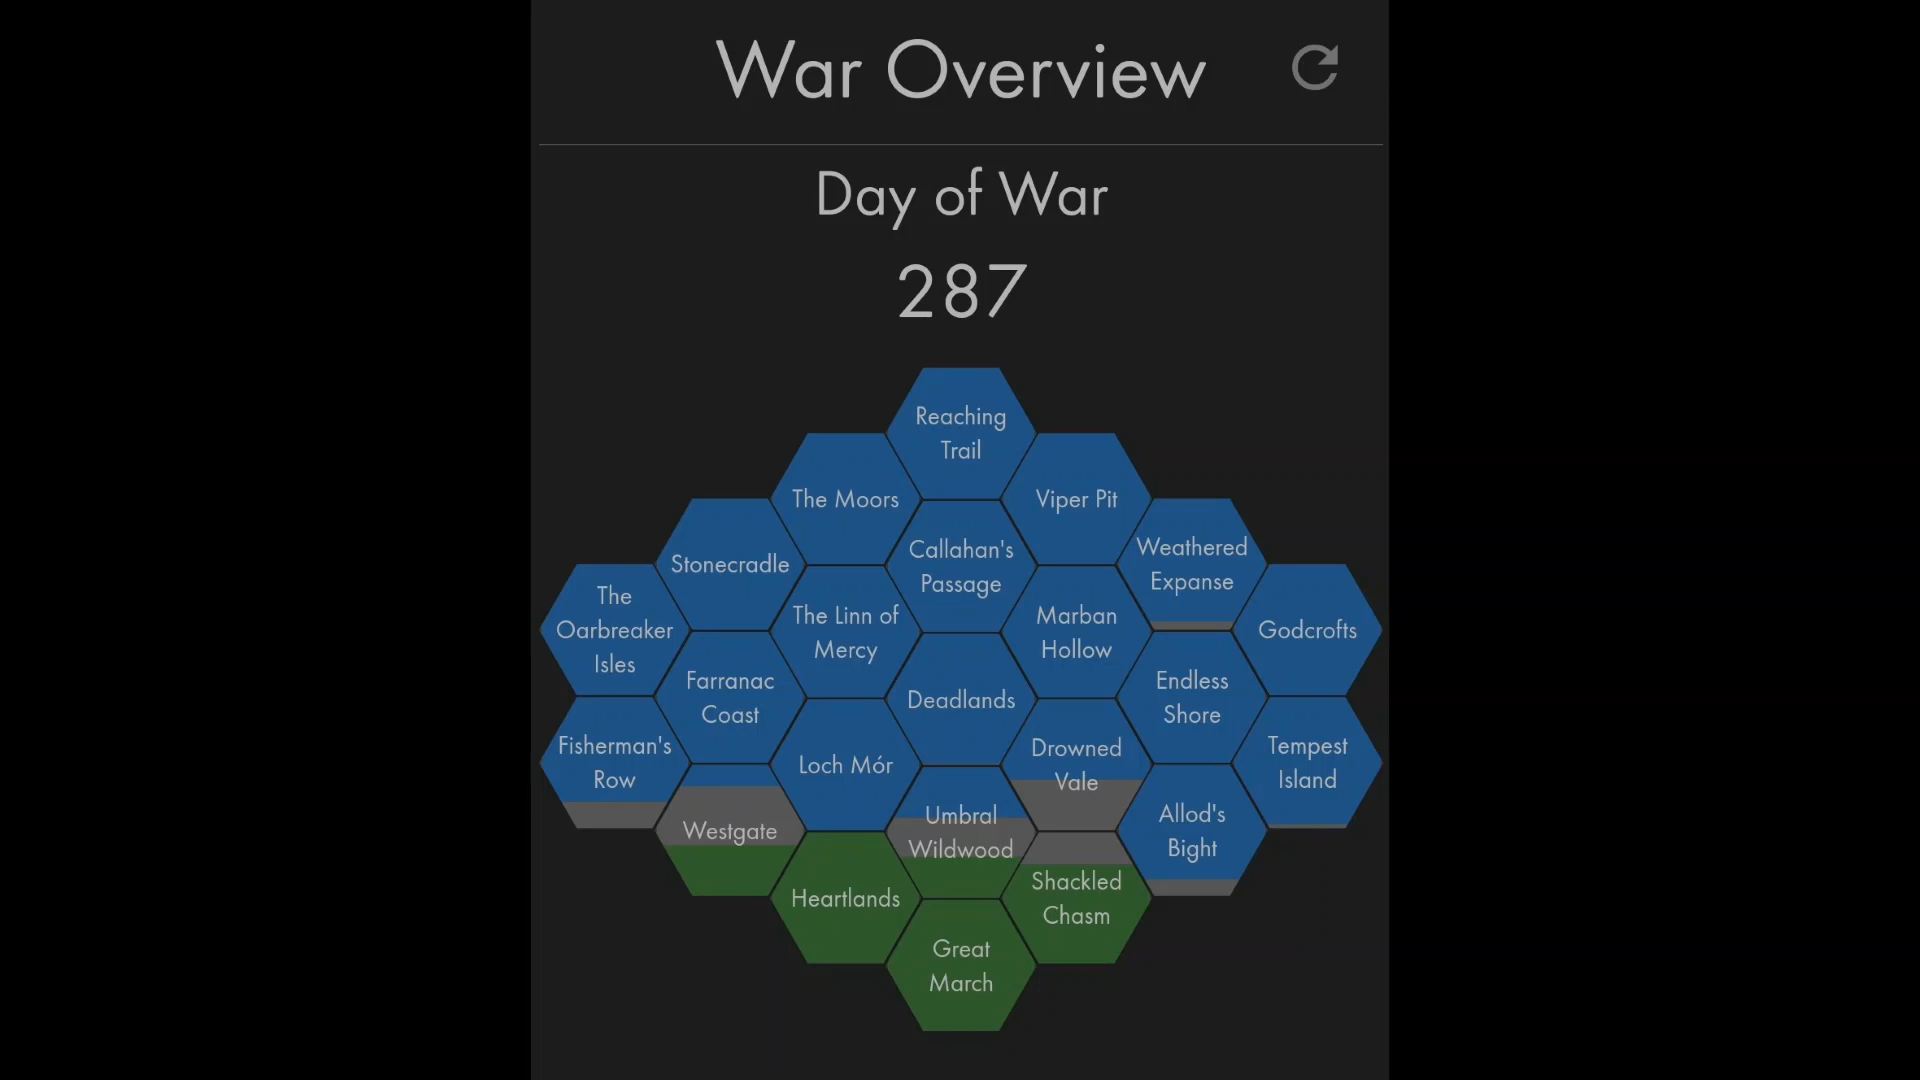 War Overview
Day of War
287
Reaching
Trail
The Moors
Viper Pit
Callahan's
Passage
Stonecradle
Weathered
Expanse
The
Oarbreaker
Isles
The Linn of
Mercy
Marban
Hollow
Godcrofts
Farranac
Coast
Deadlands
Endless
Shore
Fisherman's
Row
Loch Mór
Drowned
Vale
Tempest
Island
Westgate
Umbral
Wildwood
Allod's
Bight
Heartlands
Shackled
Chasm
Great
March